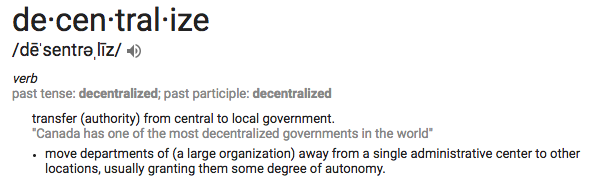 de·cen·tral·ize
/dēˈsentrəˌlīz/
verb
past tense: decentralized; past participle: decentralized
transfer (authority) from central to local government.
"Canada has one of the most decentralized governments in the world"
• move departments of (a large organization) away from a single administrative center to other
locations, usually granting them some degree of autonomy.